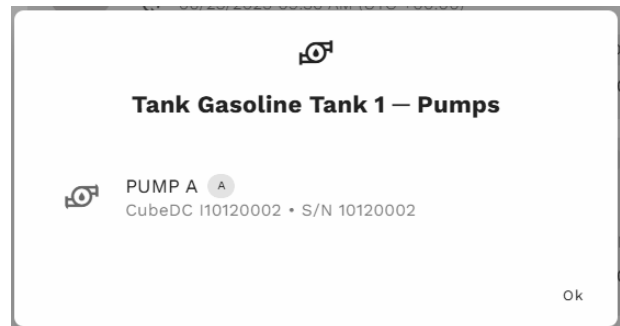 Tank Gasoline Tank 1 — Pumps
PUMP A A
CubeDC I10120002 • S/N 10120002
Ok